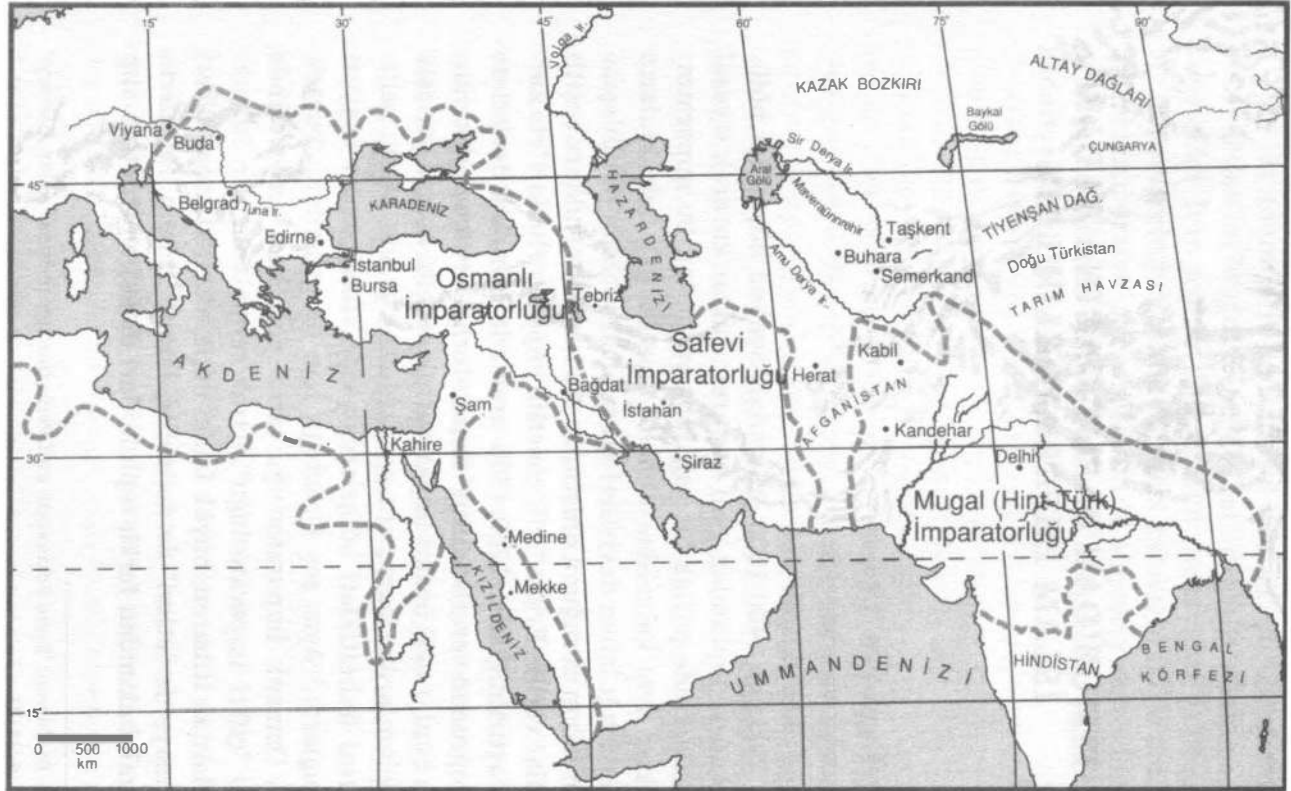 15°
30°
45°
60°
75°
90°
Volga Ir.
KAZAK BOZKIRI
ALTAY DAĞLARI
Baykal
Gölü
ÇUNGARYA
Viyana
Buda
Sir Derya Ir.
Aral
Gölü
45°
HAZARDENİZİ
Maveraünnehir
KARADENİZ
Belgrad
Tuna Ir.
Taşkent
TİYENŞAN DAĞ.
Edirne
Buhara
Semerkand
Doğu Türkistan
İstanbul
Bursa
Amu Derya Ir.
TARIM HAVZASI
Osmanlı
İmparatorluğu
Tebriz
Safevi
İmparatorluğu
Kabil
Herat
AKDENİZ
AFGANİSTAN
Bağdat
İsfahan
Şam
Kandehar
Kahire
30°
Şiraz
Delhi
Mugal (Hint-Türk)
İmparatorluğu
Medine
KIZILDENİZ
Mekke
HİNDİSTAN
BENGAL
KÖRFEZİ
UMMANDENİZİ
15°
0 500 1000
km